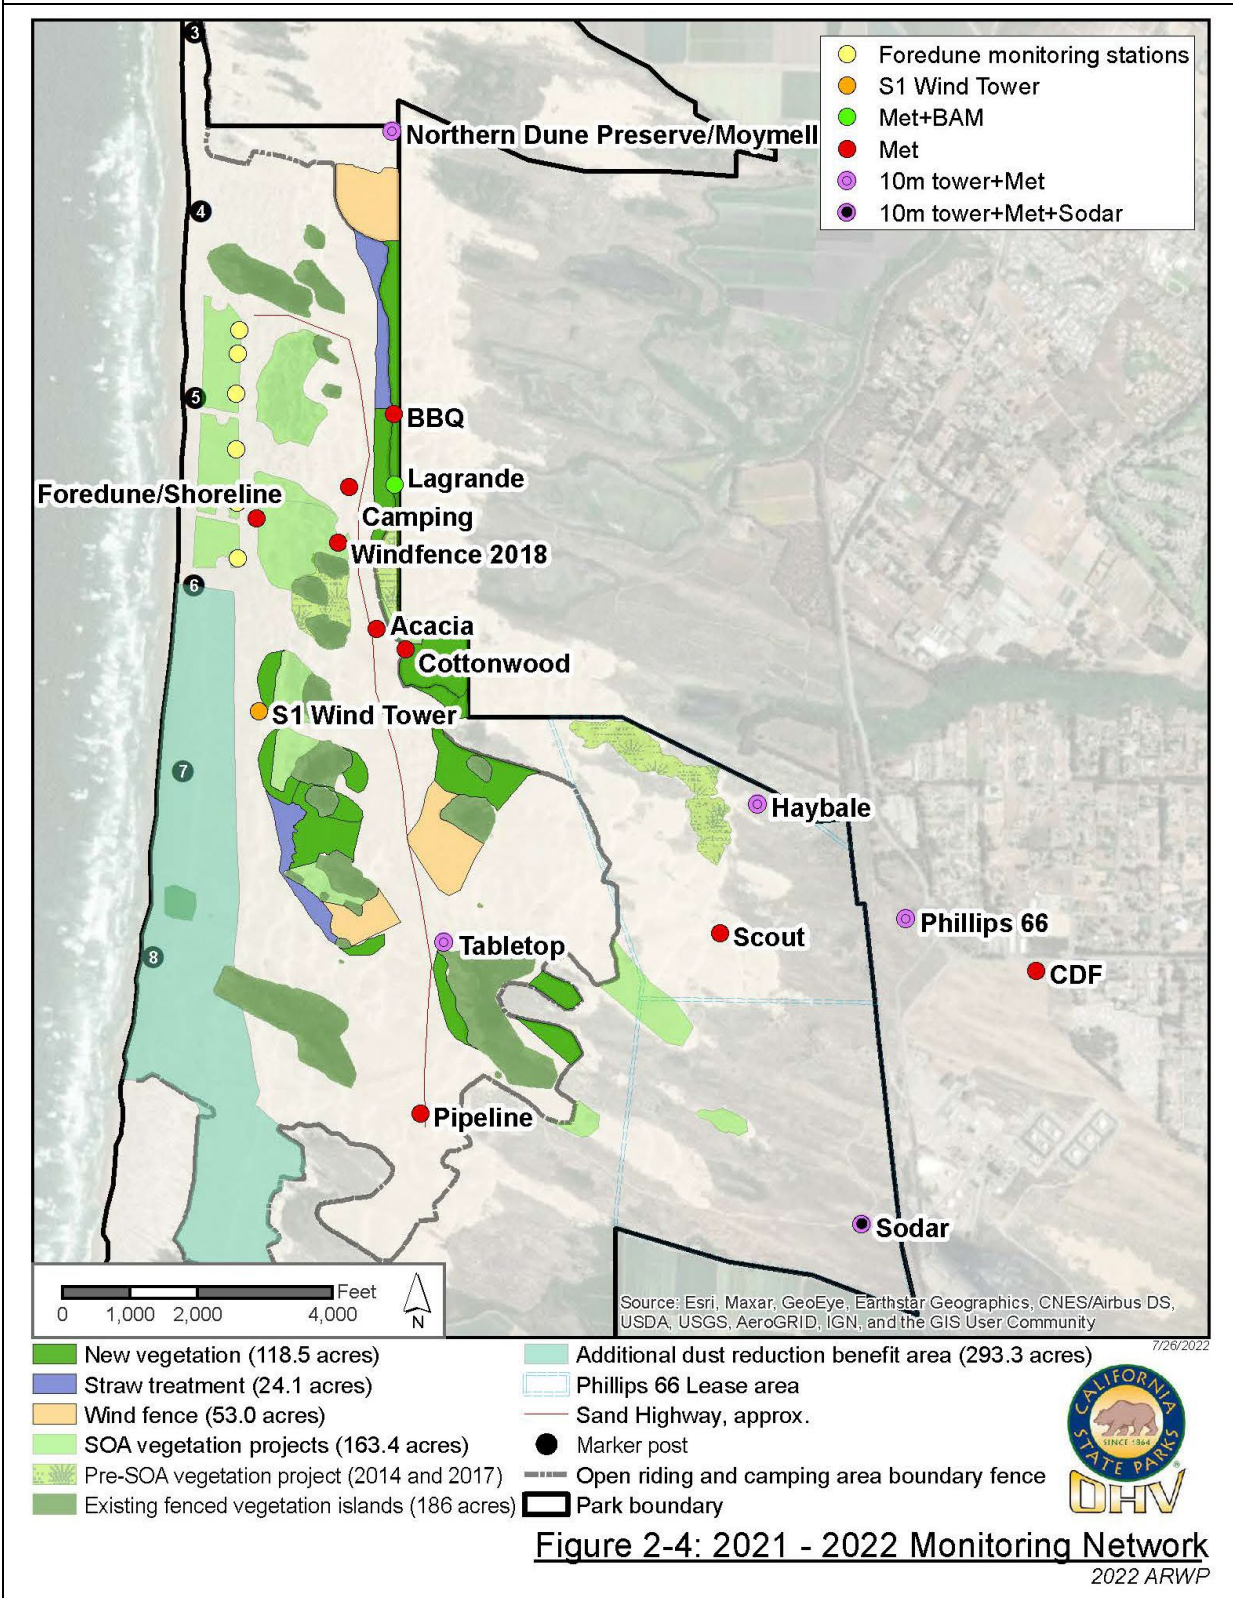 3
Foredune monitoring stations
S1 Wind Tower
Met+BAM
Met
10m tower+Met
10m tower+Met+Sodar
Northern Dune Preserve/Moymell
4
5
BBQ
Lagrande
Foredune/Shoreline
Camping
Windfence 2018
6
Acacia
Cottonwood
S1 Wind Tower
7
Haybale
Phillips 66
Scout
Tabletop
8
CDF
Pipeline
Sodar
Feet
0 1,000 2,000 4,000
N
Source: Esri, Maxar, GeoEye, Earthstar Geographics, CNES/Airbus DS,
USDA, USGS, AeroGRID, IGN, and the GIS User Community
7/26/2022
New vegetation (118.5 acres)
Straw treatment (24.1 acres)
Wind fence (53.0 acres)
SOA vegetation projects (163.4 acres)
Pre-SOA vegetation project (2014 and 2017)
Existing fenced vegetation islands (186 acres)
Additional dust reduction benefit area (293.3 acres)
Phillips 66 Lease area
Sand Highway, approx.
Marker post
Open riding and camping area boundary fence
Park boundary
CALIFORNIA
SINCE 1864
STATE PARKS
OHV
®
Figure 2-4: 2021 - 2022 Monitoring Network
2022 ARWP